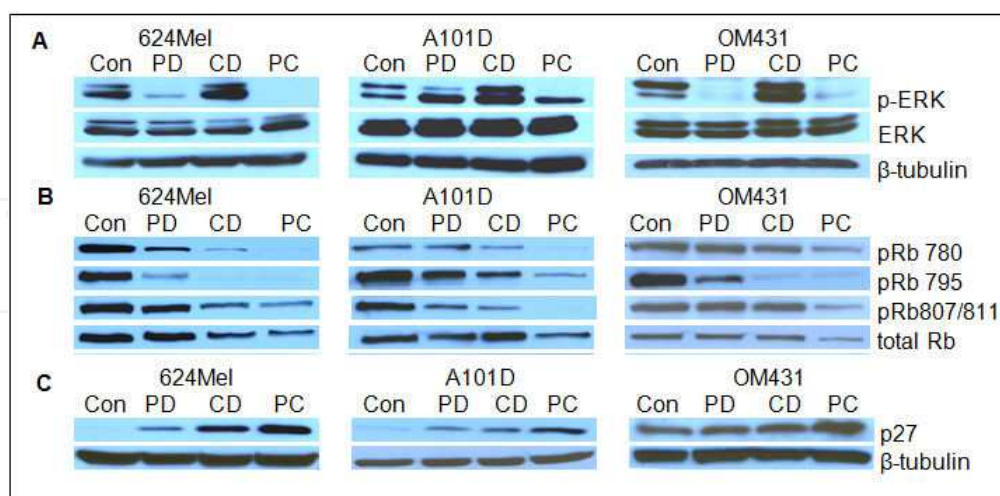 A 624Mel A101D OM431
Con PD CD PC Con PD CD PC Con PD CD PC
p-ERK
ERK
β-tubulin
B 624Mel A101D OM431
Con PD CD PC Con PD CD PC Con PD CD PC
pRb 780
pRb 795
pRb807/811
total Rb
C 624Mel A101D OM431
Con PD CD PC Con PD CD PC Con PD CD PC
p27
β-tubulin